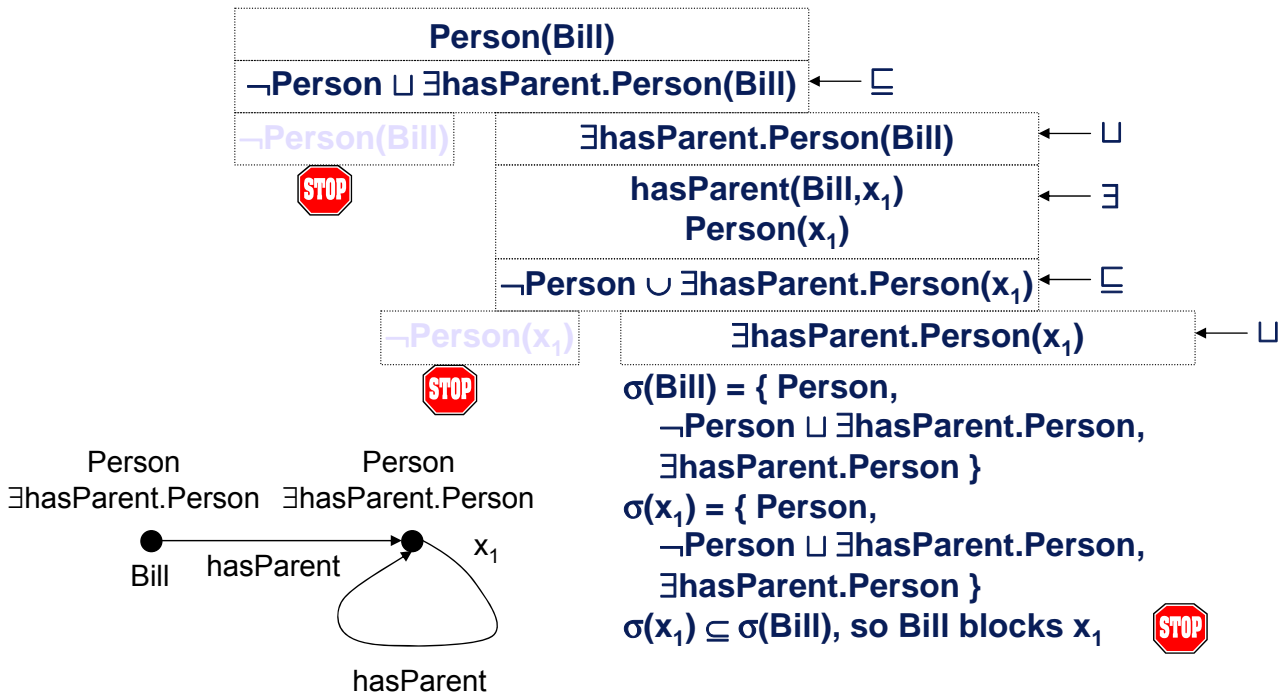 Person(Bill)
¬Person ⊔ ∃hasParent.Person(Bill) ⊑
¬Person(Bill) ∃hasParent.Person(Bill) ⊔
STOP
hasParent(Bill,x₁) ∃
Person(x₁)
¬Person ∪ ∃hasParent.Person(x₁) ⊑
¬Person(x₁) ∃hasParent.Person(x₁) ⊔
STOP
σ(Bill) = { Person,
¬Person ⊔ ∃hasParent.Person,
∃hasParent.Person }
σ(x₁) = { Person,
¬Person ⊔ ∃hasParent.Person,
∃hasParent.Person }
σ(x₁) ⊆ σ(Bill), so Bill blocks x₁ STOP
Person Person
∃hasParent.Person ∃hasParent.Person
Bill hasParent x₁
hasParent